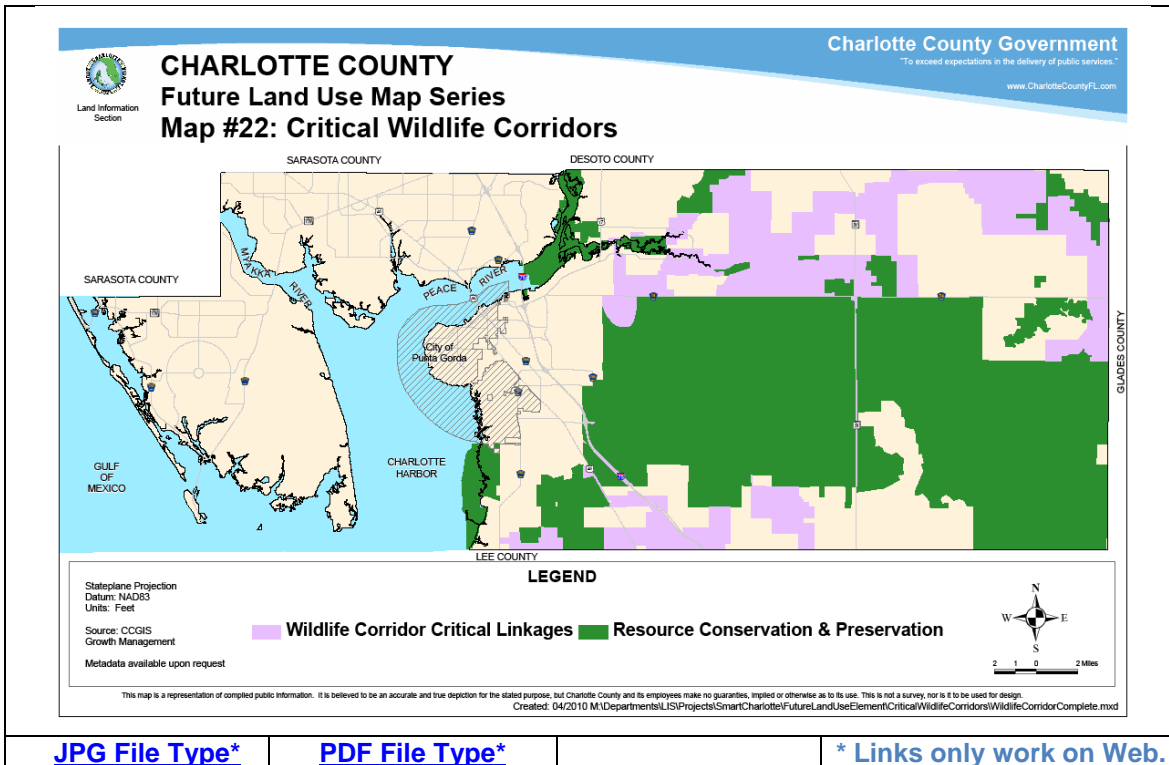 Charlotte County Government
"To exceed expectations in the delivery of public services."
www.CharlotteCountyFL.com
Land Information
Section
CHARLOTTE COUNTY
Future Land Use Map Series
Map #22: Critical Wildlife Corridors
SARASOTA COUNTY
DESOTO COUNTY
SARASOTA COUNTY
MYAKKA
RIVER
PEACE
RIVER
City of
Punta Gorda
GLADES COUNTY
GULF
OF
MEXICO
CHARLOTTE
HARBOR
LEE COUNTY
LEGEND
Stateplane Projection
Datum: NAD83
Units: Feet
Source: CCGIS
Growth Management
Metadata available upon request
Wildlife Corridor Critical Linkages
Resource Conservation & Preservation
N
W
E
S
2 1 0 2 Miles
This map is a representation of compiled public information. It is believed to be an accurate and true depiction for the stated purpose, but Charlotte County and its employees make no guaranties, implied or otherwise as to its use. This is not a survey, nor is it to be used for design.
Created: 04/2010 M:\Departments\LIS\Projects\SmartCharlotte\FutureLandUseElement\CriticalWildlifeCorridors\WildlifeCorridorComplete.mxd
JPG File Type*
PDF File Type*
* Links only work on Web.